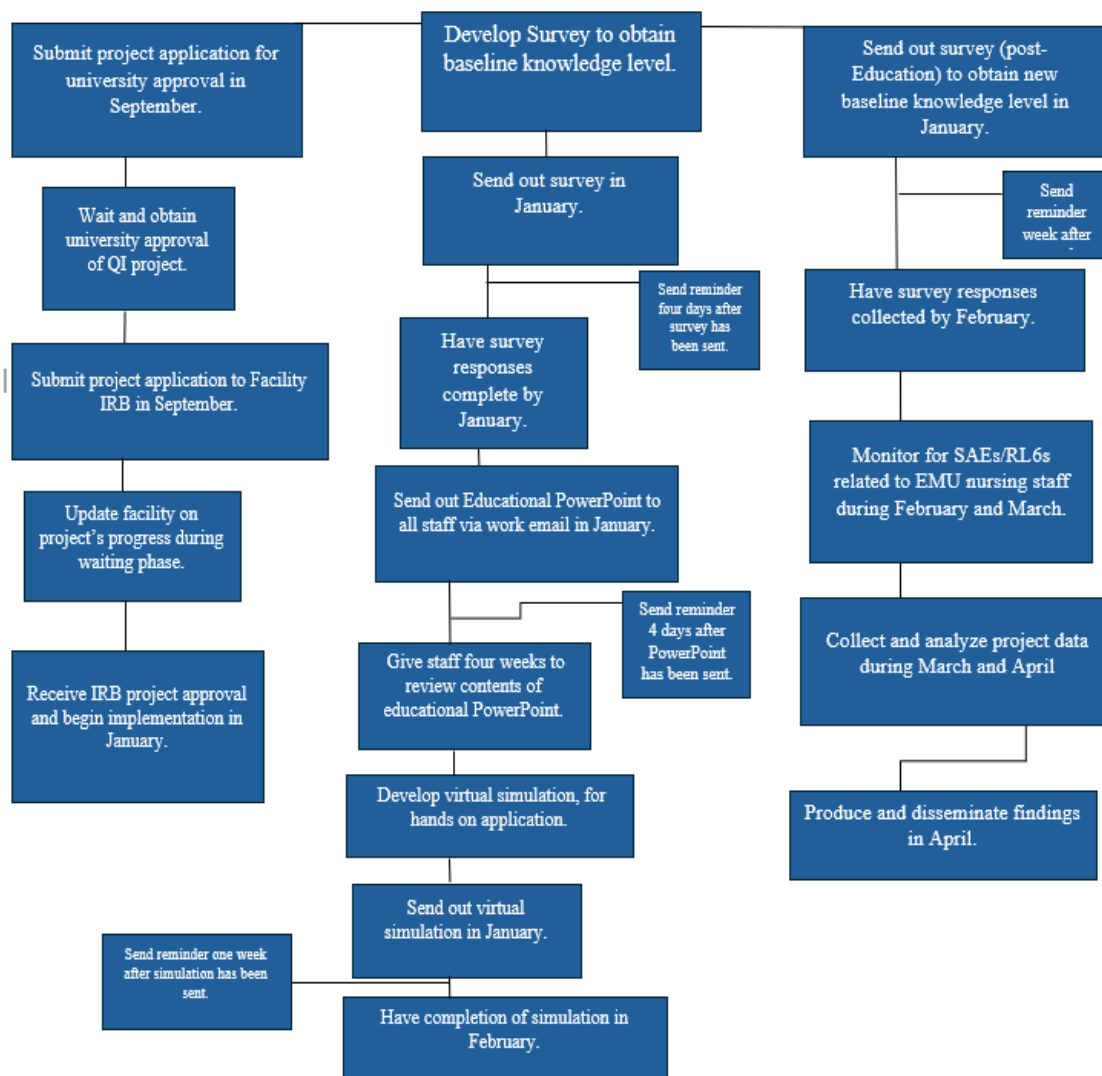 Submit project application for
university approval in
September.
Wait and obtain
university approval
of QI project.
Submit project application to Facility
IRB in September.
Update facility on
project's progress during
waiting phase.
Receive IRB project approval
and begin implementation in
January.
Develop Survey to obtain
baseline knowledge level.
Send out survey in
January.
Send reminder
four days after
survey has
been sent.
Have survey
responses
complete by
January.
Send out Educational PowerPoint to
all staff via work email in January.
Send reminder
4 days after
PowerPoint
has been sent.
Give staff four weeks to
review contents of
educational PowerPoint.
Develop virtual simulation, for
hands on application.
Send out virtual
simulation in January.
Send reminder one week
after simulation has been
sent.
Have completion of simulation in
February.
Send out survey (post-
Education) to obtain new
baseline knowledge level in
January.
Send
reminder
week after
Have survey responses
collected by February.
Monitor for SAEs/RL6s
related to EMU nursing staff
during February and March.
Collect and analyze project data
during March and April
Produce and disseminate findings
in April.